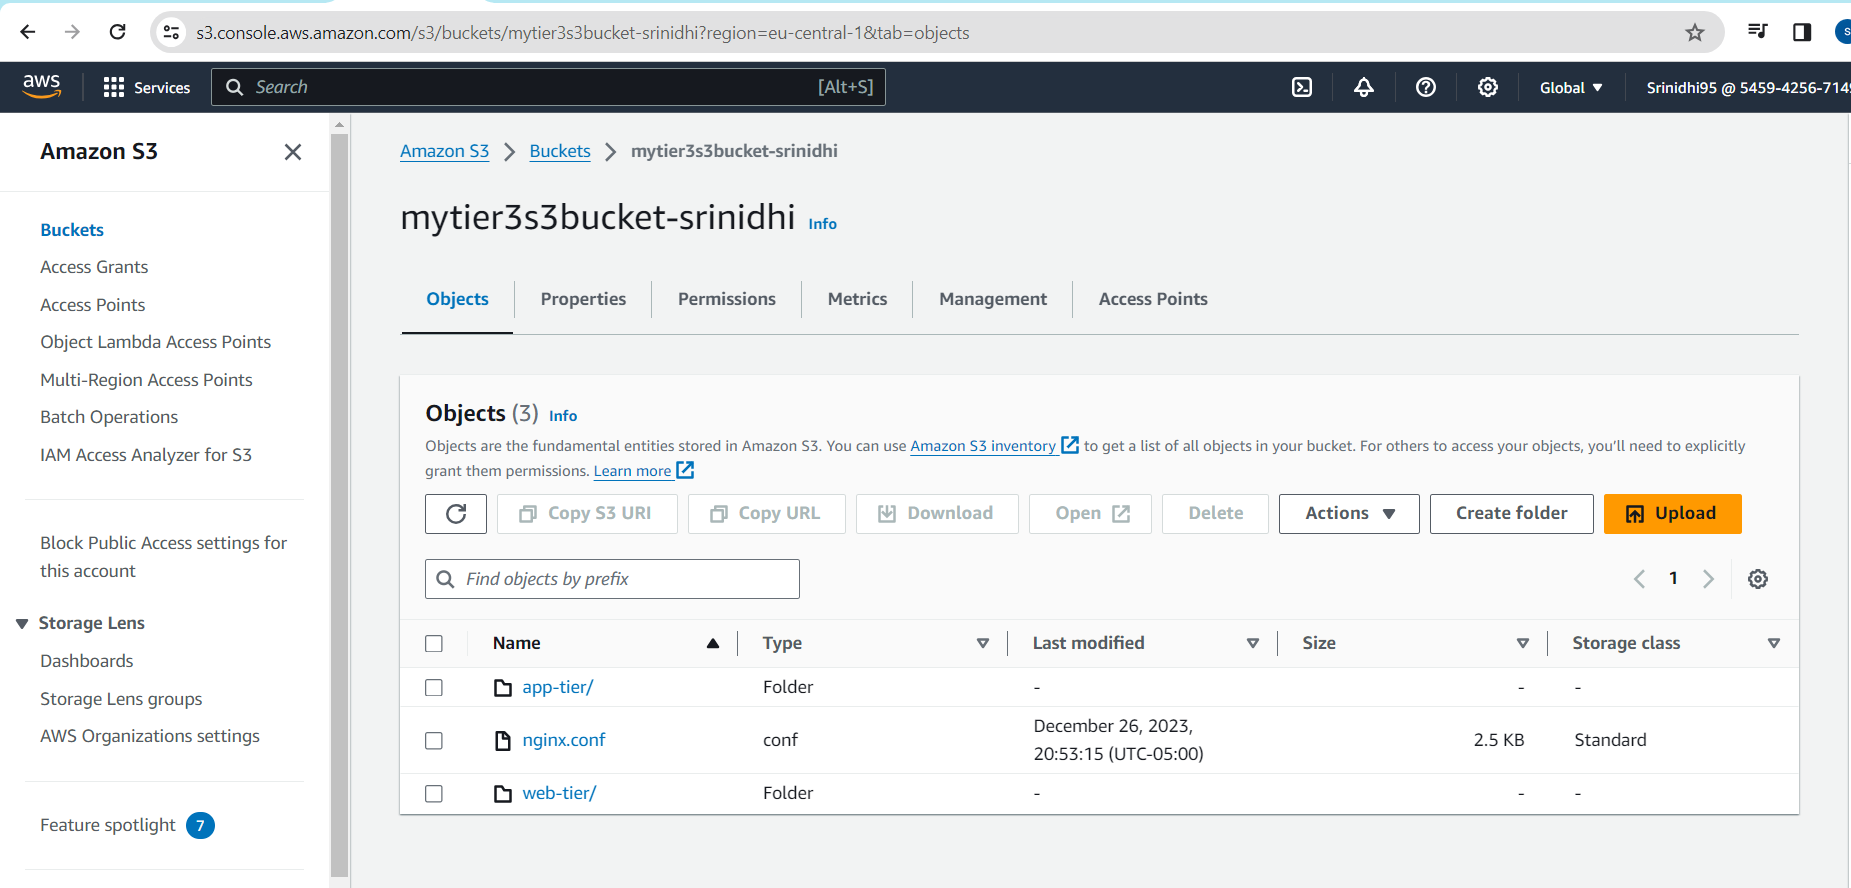 s3.console.aws.amazon.com/s3/buckets/mytier3s3bucket-srinidhi?region=eu-central-1&tab=objects
S
aws
Services
Search
[Alt+S]
Global
Srinidhi95 @ 5459-4256-7149
Amazon S3
Buckets
Access Grants
Access Points
Object Lambda Access Points
Multi-Region Access Points
Batch Operations
IAM Access Analyzer for S3
Block Public Access settings for
this account
Storage Lens
Dashboards
Storage Lens groups
AWS Organizations settings
Feature spotlight 7
Amazon S3 > Buckets > mytier3s3bucket-srinidhi
mytier3s3bucket-srinidhi Info
Objects Properties Permissions Metrics Management Access Points
Objects (3) Info
Objects are the fundamental entities stored in Amazon S3. You can use Amazon S3 inventory to get a list of all objects in your bucket. For others to access your objects, you’ll need to explicitly
grant them permissions. Learn more
Copy S3 URI Copy URL Download Open Delete Actions Create folder Upload
Find objects by prefix
1
Name Type Last modified Size Storage class
app-tier/ Folder - - -
nginx.conf conf December 26, 2023,
20:53:15 (UTC-05:00) 2.5 KB Standard
web-tier/ Folder - - -